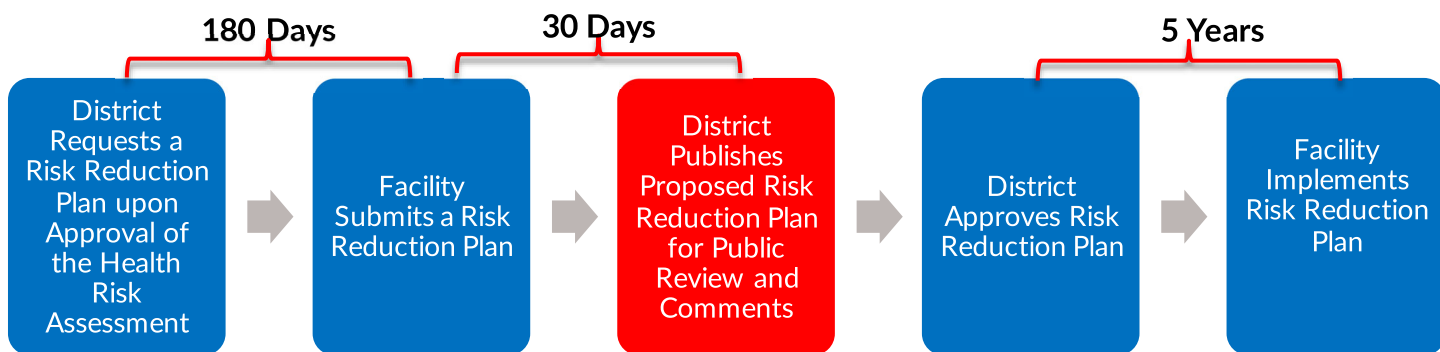 180 Days
30 Days
5 Years
District
Requests a
Risk Reduction
Plan upon
Approval of
the Health
Risk
Assessment
Facility
Submits a Risk
Reduction Plan
District
Publishes
Proposed Risk
Reduction Plan
for Public
Review and
Comments
District
Approves Risk
Reduction Plan
Facility
Implements
Risk Reduction
Plan